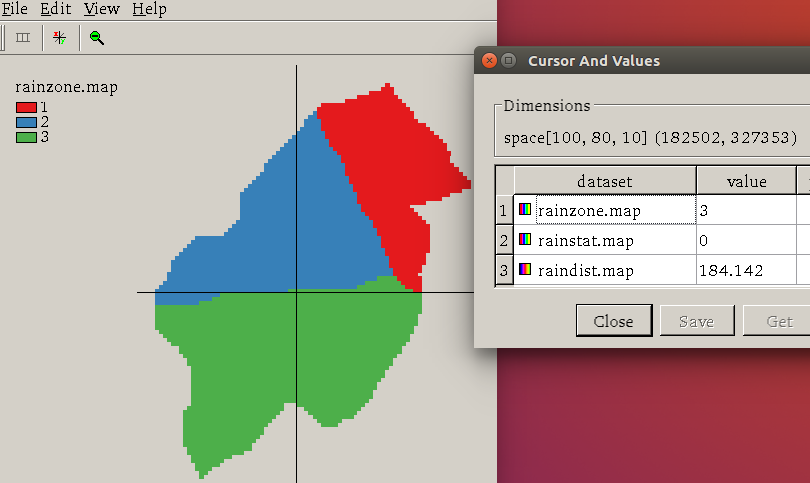 File Edit View Help
rainzone.map
1
2
3
Cursor And Values
Dimensions
space[100, 80, 10] (182502, 327353)
dataset value
1 rainzone.map 3
2 rainstat.map 0
3 raindist.map 184.142
Close Save Get